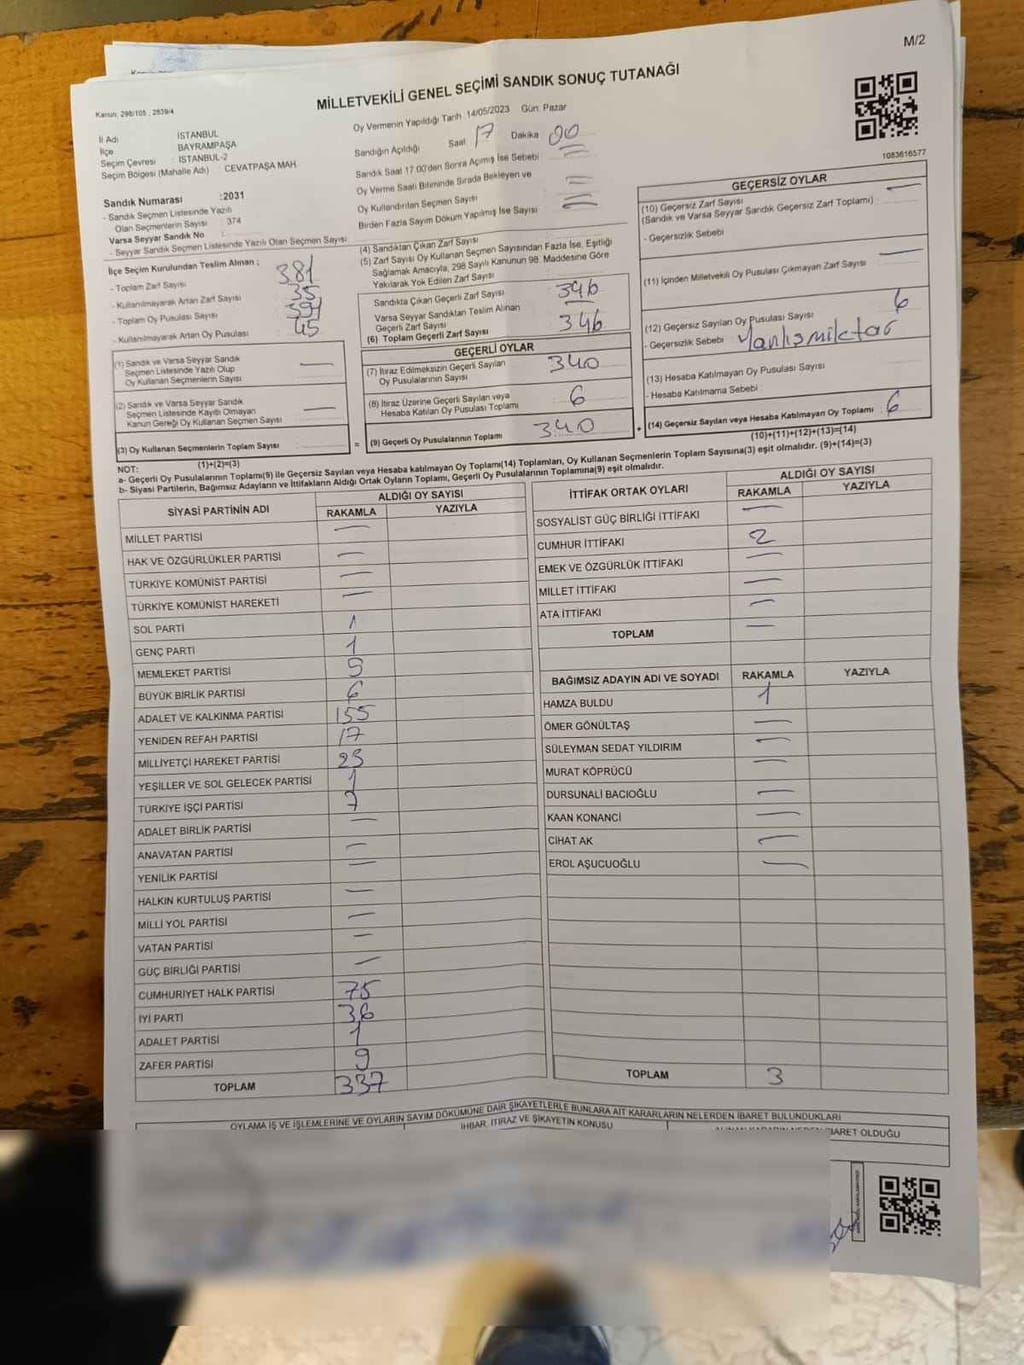 M/2
MİLLETVEKİLİ GENEL SEÇİMİ SANDIK SONUÇ TUTANAĞI
Kanun, 298/105 , 2839/4
İl Adı İSTANBUL
İlçe BAYRAMPAŞA
Seçim Çevresi : İSTANBUL-2
Seçim Bölgesi (Mahalle Adı) CEVATPAŞA MAH
Sandık Numarası :2031
- Sandık Seçmen Listesinde Yazılı
Olan Seçmenlerin Sayısı : 374
Varsa Seyyar Sandık No
- Seyyar Sandık Seçmen Listesinde Yazılı Olan Seçmen Sayısı:
İlçe Seçim Kurulundan Teslim Alınan ;
- Toplam Zarf Sayısı 381
- Kullanılmayarak Artan Zarf Sayısı 35
- Toplam Oy Pusulası Sayısı 391
- Kullanılmayarak Artan Oy Pusulası 45
(1) Sandık ve Varsa Seyyar Sandık
Seçmen Listesinde Yazılı Olup
Oy Kullanan Seçmenlerin Sayısı —
(2) Sandık ve Varsa Seyyar Sandık
Seçmen Listesinde Kayıtlı Olmayan
Kanun Gereği Oy Kullanan Seçmen Sayısı —
(3) Oy Kullanan Seçmenlerin Toplam Sayısı
(1)+(2)=(3)
Oy Vermenin Yapıldığı Tarih :14/05/2023 Gün: Pazar
Sandığın Açıldığı Saat 17 Dakika 00
Sandık Saat 17.00'den Sonra Açımış İse Sebebi
Oy Verme Saati Bitiminde Sırada Bekleyen ve
Oy Kullandırılan Seçmen Sayısı
Birden Fazla Sayım Döküm Yapılmış İse Sayısı
(4) Sandıktan Çıkan Zarf Sayısı
(5) Zarf Sayısı Oy Kullanan Seçmen Sayısından Fazla İse, Eşitliği
Sağlamak Amacıyla, 298 Sayılı Kanunun 98. Maddesine Göre
Yakılarak Yok Edilen Zarf Sayısı
Sandıkta Çıkan Geçerli Zarf Sayısı 346
Varsa Seyyar Sandıktan Teslim Alınan
Geçerli Zarf Sayısı
(6) Toplam Geçerli Zarf Sayısı 346
GEÇERLİ OYLAR
(7) İtiraz Edilmeksizin Geçerli Sayılan
Oy Pusulalarının Sayısı 340
(8) İtiraz Üzerine Geçerli Sayılan veya
Hesaba Katılan Oy Pusulası Toplamı 6
= (9) Geçerli Oy Pusulalarının Toplamı 340
1083616577
GEÇERSİZ OYLAR
(10) Geçersiz Zarf Sayısı —
(Sandık ve Varsa Seyyar Sandık Geçersiz Zarf Toplamı)
- Geçersizlik Sebebi
(11) İçinden Milletvekili Oy Pusulası Çıkmayan Zarf Sayısı —
(12) Geçersiz Sayılan Oy Pusulası Sayısı 6
- Geçersizlik Sebebi Yanlış miktar
(13) Hesaba Katılmayan Oy Pusulası Sayısı
- Hesaba Katılmama Sebebi
+ (14) Geçersiz Sayılan veya Hesaba Katılmayan Oy Toplamı 6
(10)+(11)+(12)+(13)=(14)
NOT:
a- Geçerli Oy Pusulalarının Toplamı(9) ile Geçersiz Sayılan veya Hesaba katılmayan Oy Toplamı(14) Toplamları, Oy Kullanan Seçmenlerin Toplam Sayısına(3) eşit olmalıdır. (9)+(14)=(3)
b- Siyasi Partilerin, Bağımsız Adayların ve İttifakların Aldığı Ortak Oyların Toplamı, Geçerli Oy Pusulalarının Toplamına(9) eşit olmalıdır.
SİYASİ PARTİNİN ADI ALDIĞI OY SAYISI
RAKAMLA YAZIYLA
MİLLET PARTİSİ —
HAK VE ÖZGÜRLÜKLER PARTİSİ —
TÜRKİYE KOMÜNİST PARTİSİ —
TÜRKİYE KOMÜNİST HAREKETİ —
SOL PARTİ 1
GENÇ PARTİ 1
MEMLEKET PARTİSİ 5
BÜYÜK BİRLİK PARTİSİ 6
ADALET VE KALKINMA PARTİSİ 155
YENİDEN REFAH PARTİSİ 17
MİLLİYETÇİ HAREKET PARTİSİ 23
YEŞİLLER VE SOL GELECEK PARTİSİ 1
TÜRKİYE İŞÇİ PARTİSİ 7
ADALET BİRLİK PARTİSİ —
ANAVATAN PARTİSİ —
YENİLİK PARTİSİ —
HALKIN KURTULUŞ PARTİSİ —
MİLLİ YOL PARTİSİ —
VATAN PARTİSİ —
GÜÇ BİRLİĞİ PARTİSİ —
CUMHURİYET HALK PARTİSİ 75
İYİ PARTİ 36
ADALET PARTİSİ 1
ZAFER PARTİSİ 9
TOPLAM 337
İTTİFAK ORTAK OYLARI ALDIĞI OY SAYISI
RAKAMLA YAZIYLA
SOSYALİST GÜÇ BİRLİĞİ İTTİFAKI —
CUMHUR İTTİFAKI 2
EMEK VE ÖZGÜRLÜK İTTİFAKI —
MİLLET İTTİFAKI —
ATA İTTİFAKI —
TOPLAM —
BAĞIMSIZ ADAYIN ADI VE SOYADI RAKAMLA YAZIYLA
HAMZA BULDU 1
ÖMER GÖNÜLTAŞ —
SÜLEYMAN SEDAT YILDIRIM —
MURAT KÖPRÜCÜ —
DURSUNALİ BACIOĞLU —
KAAN KONANCİ —
CİHAT AK —
EROL AŞUCUOĞLU —
TOPLAM 3
OYLAMA İŞ VE İŞLEMLERİNE VE OYLARIN SAYIM DÖKÜMÜNE DAİR ŞİKAYETLERLE BUNLARA AİT KARARLARIN NELERDEN İBARET BULUNDUKLARI
İHBAR, İTİRAZ VE ŞİKAYETİN KONUSU
İBARET OLDUĞU